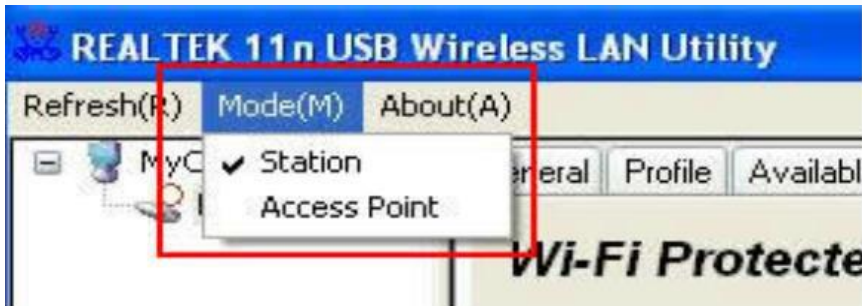 REALTEK 11n USB Wireless LAN Utility
Refresh(R) Mode(M) About(A)
Station
Access Point
General Profile Availabl
Wi-Fi Protecte